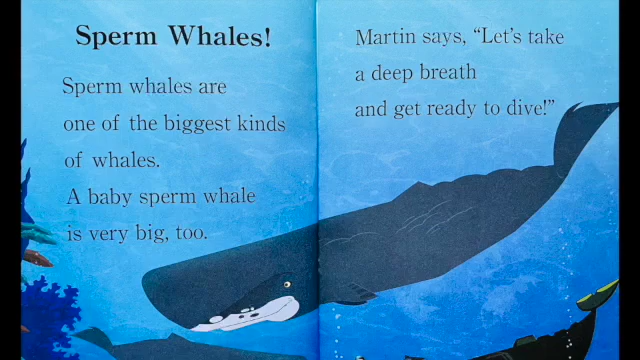 Sperm Whales!
Sperm whales are
one of the biggest kinds
of whales.
A baby sperm whale
is very big, too.
Martin says, “Let’s take
a deep breath
and get ready to dive!”